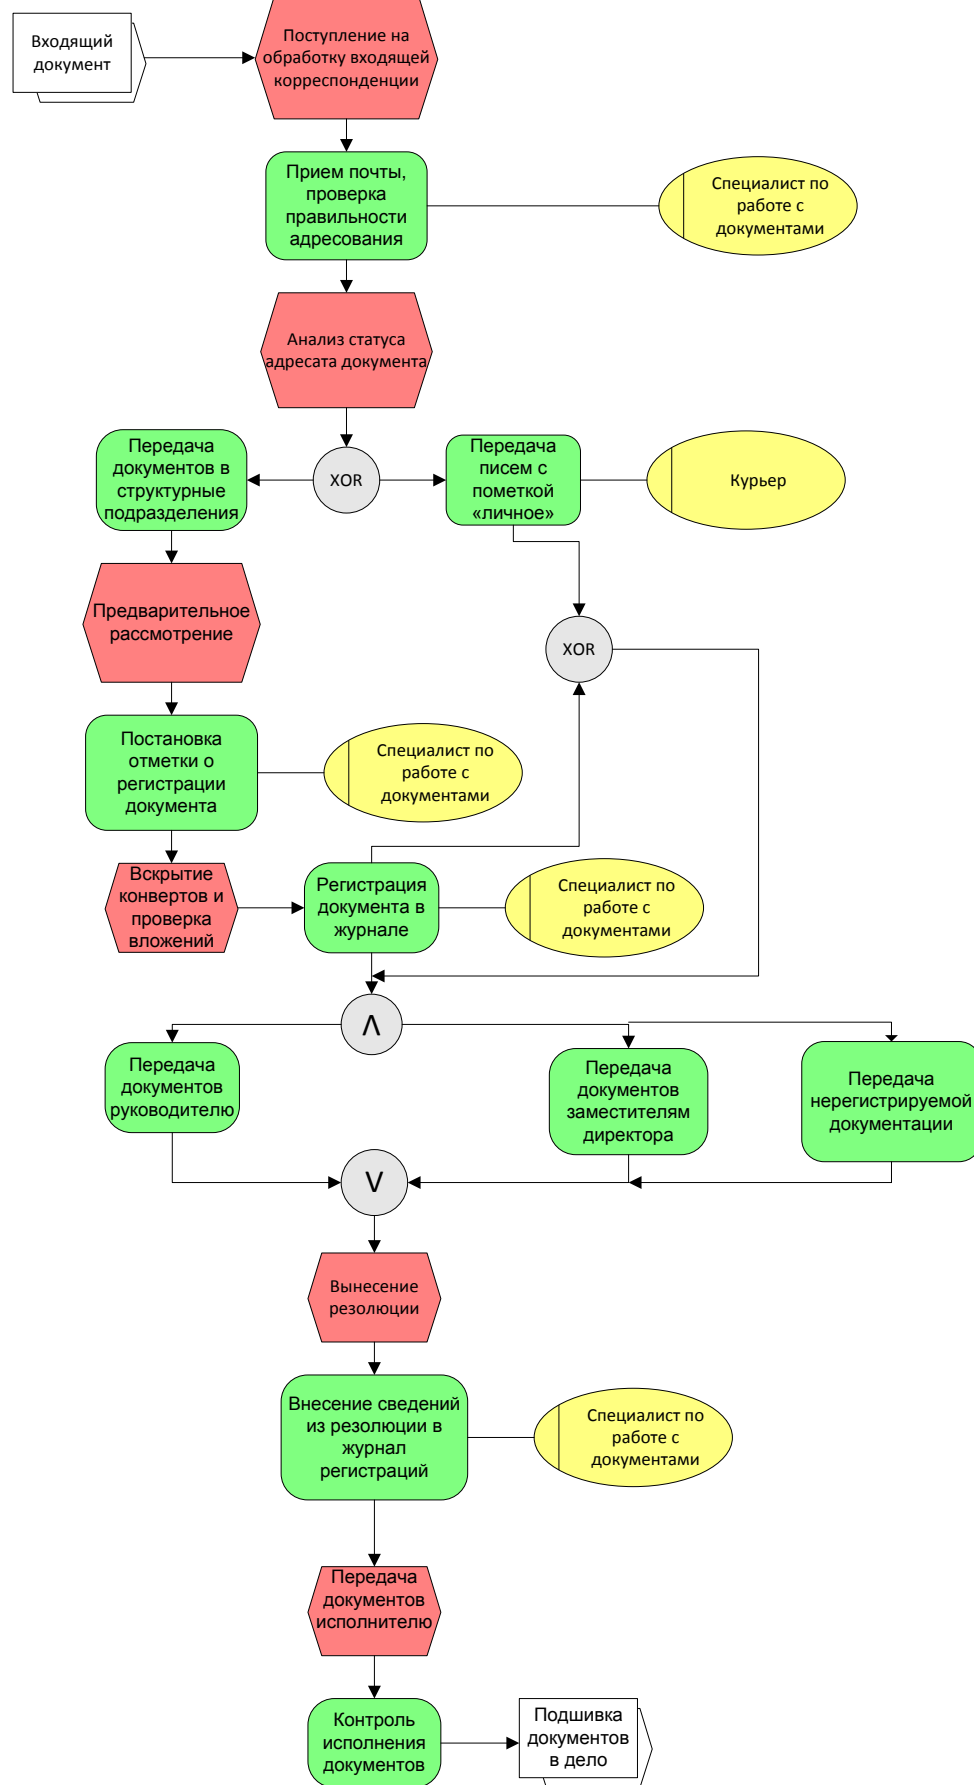 Входящий
документ
Поступление на
обработку входящей
корреспонденции
Прием почты,
проверка
правильности
адресования
Специалист по
работе с
документами
Анализ статуса
адресата документа
Передача
документов в
структурные
подразделения
XOR
Передача
писем с
пометкой
«личное»
Курьер
Предварительное
рассмотрение
XOR
Постановка
отметки о
регистрации
документа
Специалист по
работе с
документами
Вскрытие
конвертов и
проверка
вложений
Регистрация
документа в
журнале
Специалист по
работе с
документами
Λ
Передача
документов
руководителю
Передача
документов
заместителям
директора
Передача
нерегистрируемой
документации
V
Вынесение
резолюции
Внесение сведений
из резолюции в
журнал
регистраций
Специалист по
работе с
документами
Передача
документов
исполнителю
Контроль
исполнения
документов
Подшивка
документов
в дело